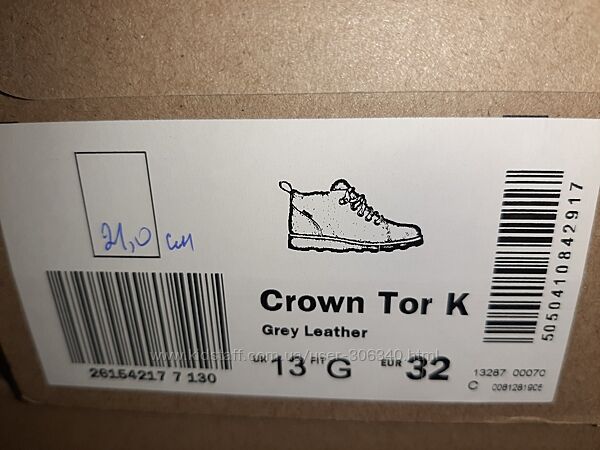 21,0 см
Crown Tor K
Grey Leather
www.kidstaff.com.ua/user-306340.html
UK 13 FIT G EUR 32
26154217 7 130
5050410842917
13287 00070
C 0081281905